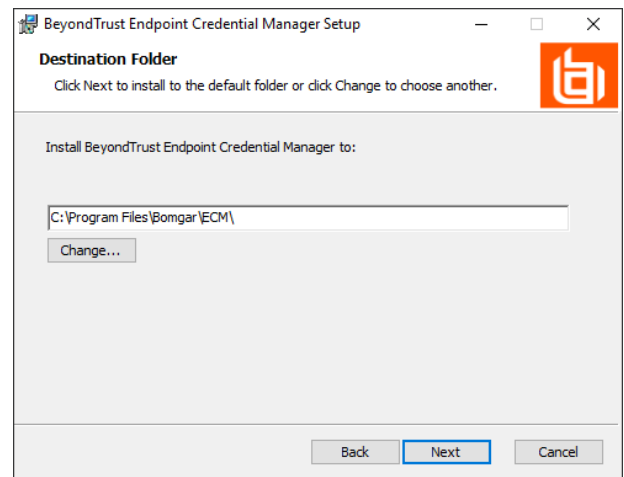 BeyondTrust Endpoint Credential Manager Setup
Destination Folder
Click Next to install to the default folder or click Change to choose another.
Install BeyondTrust Endpoint Credential Manager to:
C:\Program Files\Bomgar\ECM\
Change...
Back Next Cancel